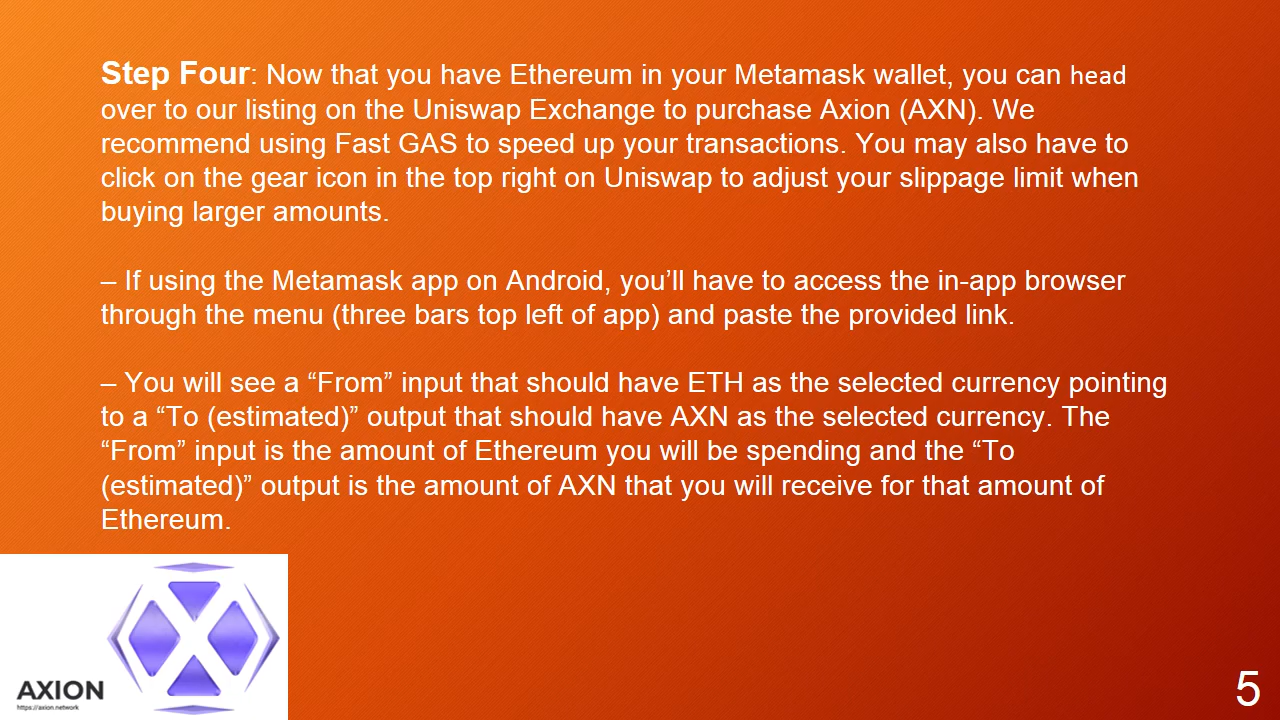 Step Four: Now that you have Ethereum in your Metamask wallet, you can head
over to our listing on the Uniswap Exchange to purchase Axion (AXN). We
recommend using Fast GAS to speed up your transactions. You may also have to
click on the gear icon in the top right on Uniswap to adjust your slippage limit when
buying larger amounts.
– If using the Metamask app on Android, you’ll have to access the in-app browser
through the menu (three bars top left of app) and paste the provided link.
– You will see a “From” input that should have ETH as the selected currency pointing
to a “To (estimated)” output that should have AXN as the selected currency. The
“From” input is the amount of Ethereum you will be spending and the “To
(estimated)” output is the amount of AXN that you will receive for that amount of
Ethereum.
AXION
https://axion.network
5